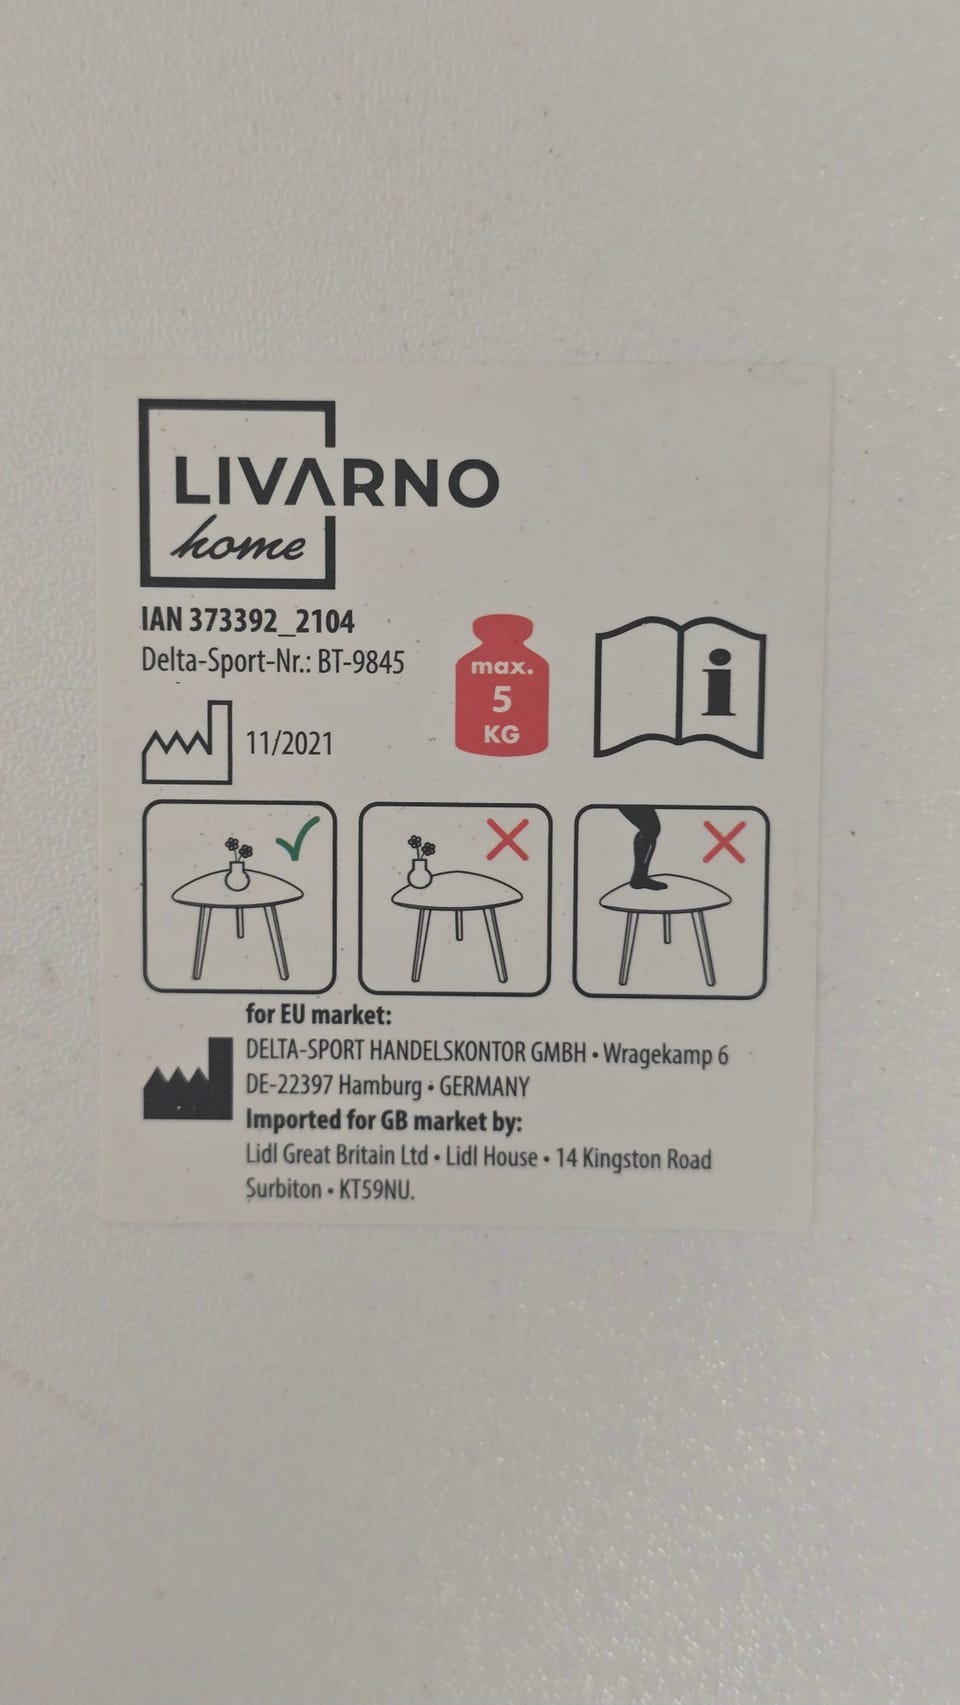 LIVARNO
home
IAN 373392_2104
Delta-Sport-Nr.: BT-9845
11/2021
max.
5
KG
i
for EU market:
DELTA-SPORT HANDELSKONTOR GMBH • Wragekamp 6
DE-22397 Hamburg • GERMANY
Imported for GB market by:
Lidl Great Britain Ltd • Lidl House • 14 Kingston Road
Surbiton • KT59NU.